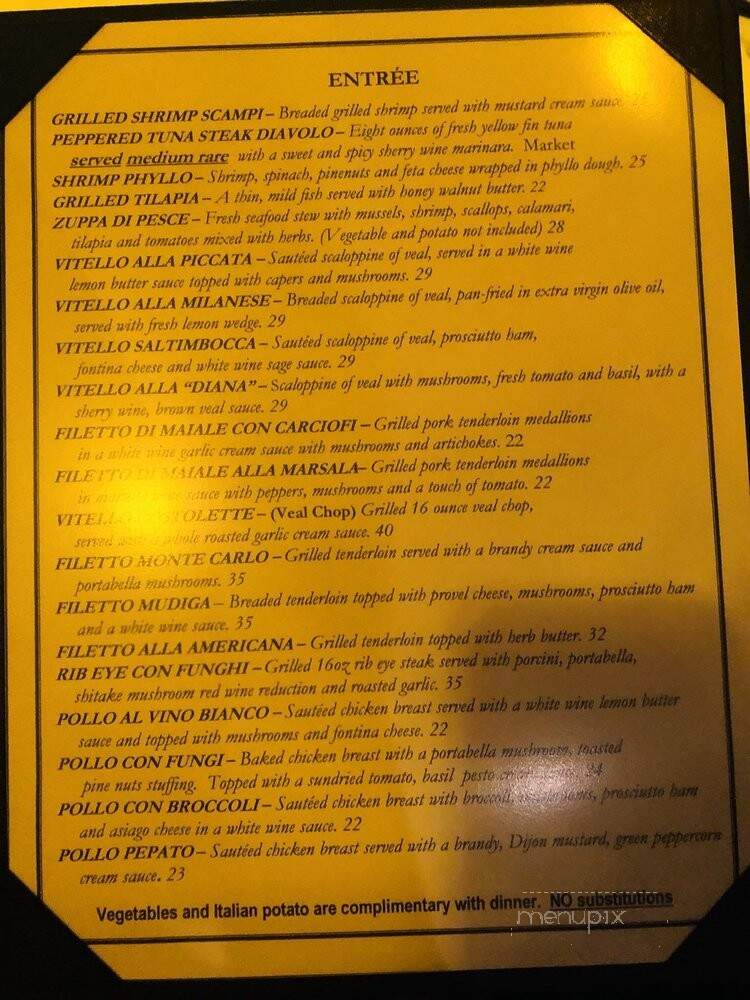 ENTRÉE
GRILLED SHRIMP SCAMPI – Breaded grilled shrimp served with mustard cream sauce.
PEPPERED TUNA STEAK DIAVOLO – Eight ounces of fresh yellow fin tuna
served medium rare with a sweet and spicy sherry wine marinara. Market
SHRIMP PHYLLO – Shrimp, spinach, pinenuts and feta cheese wrapped in phyllo dough. 25
GRILLED TILAPIA – A thin, mild fish served with honey walnut butter. 22
ZUPPA DI PESCE – Fresh seafood stew with mussels, shrimp, scallops, calamari,
tilapia and tomatoes mixed with herbs. (Vegetable and potato not included) 28
VITELLO ALLA PICCATA – Sautéed scaloppine of veal, served in a white wine
lemon butter sauce topped with capers and mushrooms. 29
VITELLO ALLA MILANESE – Breaded scaloppine of veal, pan-fried in extra virgin olive oil,
served with fresh lemon wedge. 29
VITELLO SALTIMBOCCA – Sautéed scaloppine of veal, prosciutto ham,
fontina cheese and white wine sage sauce. 29
VITELLO ALLA “DIANA” – Scaloppine of veal with mushrooms, fresh tomato and basil, with a
sherry wine, brown veal sauce. 29
FILETTO DI MAIALE CON CARCIOFI – Grilled pork tenderloin medallions
in a white wine garlic cream sauce with mushrooms and artichokes. 22
FILETTO DI MAIALE ALLA MARSALA – Grilled pork tenderloin medallions
in sauce with peppers, mushrooms and a touch of tomato. 22
(Veal Chop) Grilled 16 ounce veal chop,
served whole roasted garlic cream sauce. 40
FILETTO MONTE CARLO – Grilled tenderloin served with a brandy cream sauce and
portabella mushrooms. 35
FILETTO MUDIGA – Breaded tenderloin topped with provel cheese, mushrooms, prosciutto ham
and a white wine sauce. 35
FILETTO ALLA AMERICANA – Grilled tenderloin topped with herb butter. 32
RIB EYE CON FUNGHI – Grilled 16oz rib eye steak served with porcini, portabella,
shitake mushroom red wine reduction and roasted garlic. 35
POLLO AL VINO BIANCO – Sautéed chicken breast served with a white wine lemon butter
sauce and topped with mushrooms and fontina cheese. 22
POLLO CON FUNGI – Baked chicken breast with a portabella mushroom, toasted
pine nuts stuffing. Topped with a sundried tomato, basil pesto cream sauce. 24
POLLO CON BROCCOLI – Sautéed chicken breast with broccoli, mushrooms, prosciutto ham
and asiago cheese in a white wine sauce. 22
POLLO PEPATO – Sautéed chicken breast served with a brandy, Dijon mustard, green peppercorn
cream sauce. 23
Vegetables and Italian potato are complimentary with dinner. NO substitutions
menupix